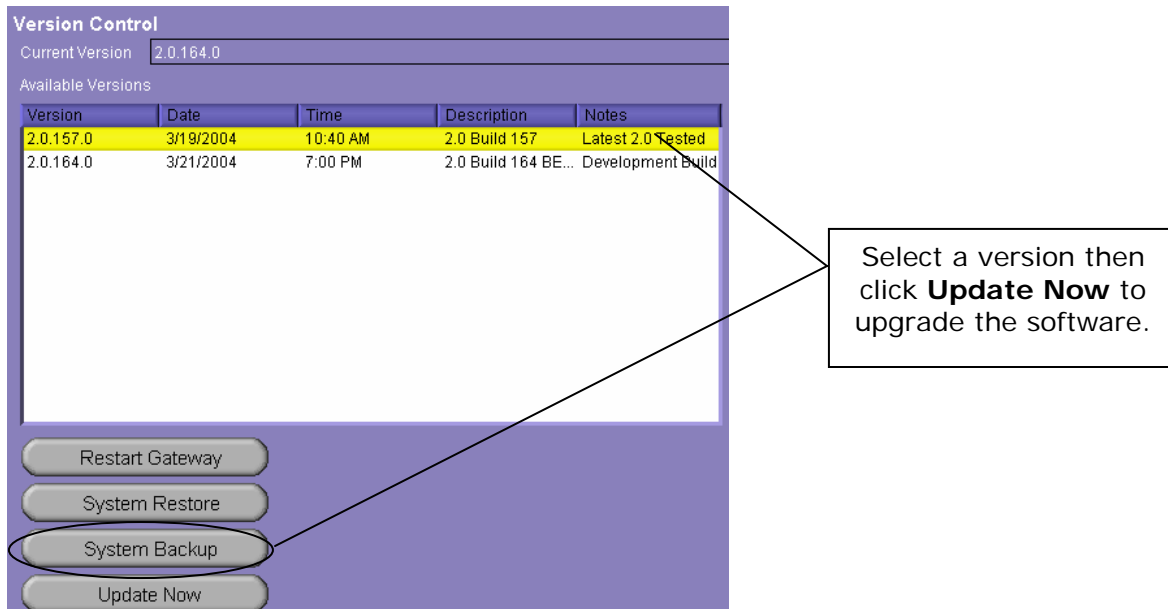 Version Control
Current Version 2.0.164.0
Available Versions
Version Date Time Description Notes
2.0.157.0 3/19/2004 10:40 AM 2.0 Build 157 Latest 2.0 Tested
2.0.164.0 3/21/2004 7:00 PM 2.0 Build 164 BE... Development Build
Select a version then
click Update Now to
upgrade the software.
Restart Gateway
System Restore
System Backup
Update Now